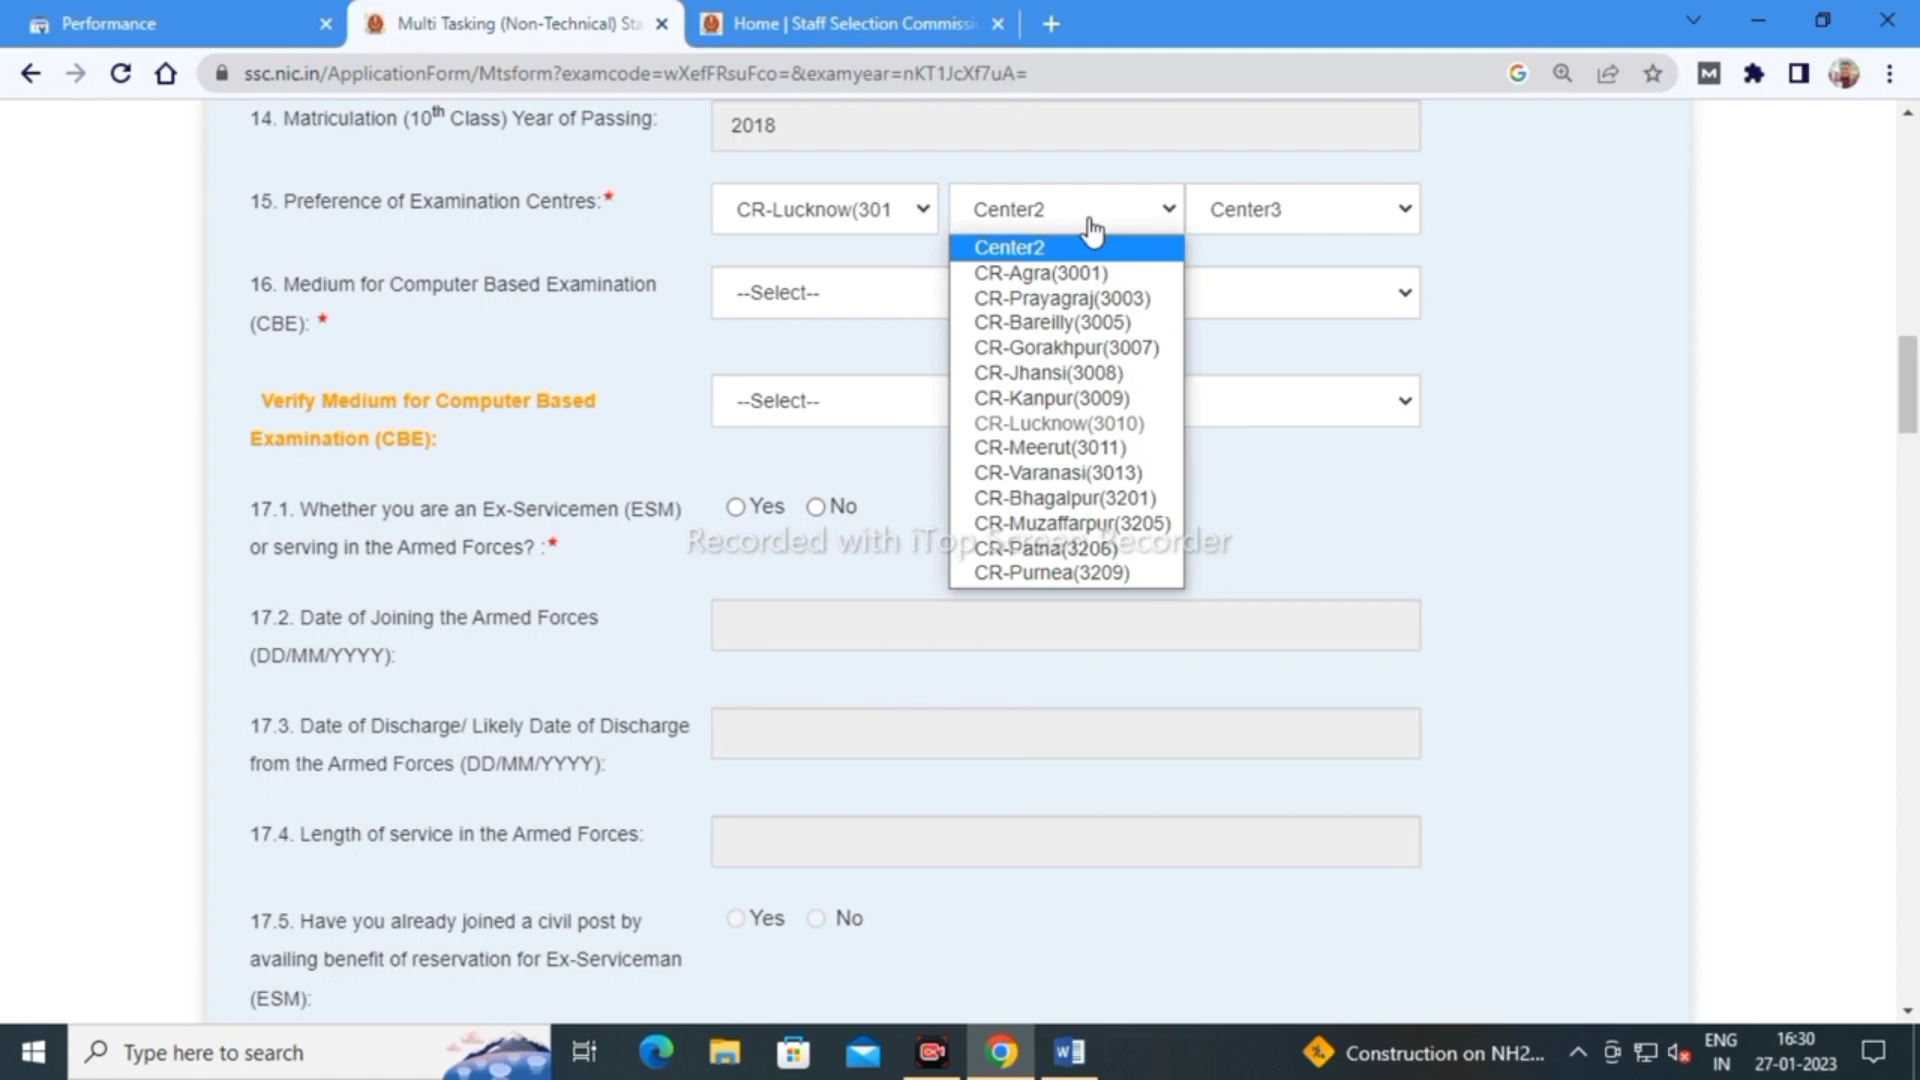 Performance
Multi Tasking (Non-Technical) Sta
Home | Staff Selection Commissi
ssc.nic.in/ApplicationForm/Mtsform?examcode=wXefFRsuFco=&examyear=nKT1JcXf7uA=
14. Matriculation (10th Class) Year of Passing:
2018
15. Preference of Examination Centres:*
CR-Lucknow(301
Center2
Center3
Center2
CR-Agra(3001)
CR-Prayagraj(3003)
CR-Bareilly(3005)
CR-Gorakhpur(3007)
CR-Jhansi(3008)
CR-Kanpur(3009)
CR-Lucknow(3010)
CR-Meerut(3011)
CR-Varanasi(3013)
CR-Bhagalpur(3201)
CR-Muzaffarpur(3205)
CR-Patna(3206)
CR-Purnea(3209)
16. Medium for Computer Based Examination
(CBE): *
--Select--
Verify Medium for Computer Based
Examination (CBE):
--Select--
17.1. Whether you are an Ex-Servicemen (ESM)
or serving in the Armed Forces? :*
Yes No
Recorded with iTop Screen Recorder
17.2. Date of Joining the Armed Forces
(DD/MM/YYYY):
17.3. Date of Discharge/ Likely Date of Discharge
from the Armed Forces (DD/MM/YYYY):
17.4. Length of service in the Armed Forces:
17.5. Have you already joined a civil post by
availing benefit of reservation for Ex-Serviceman
(ESM):
Yes No
Type here to search
Construction on NH2...
ENG
IN
16:30
27-01-2023